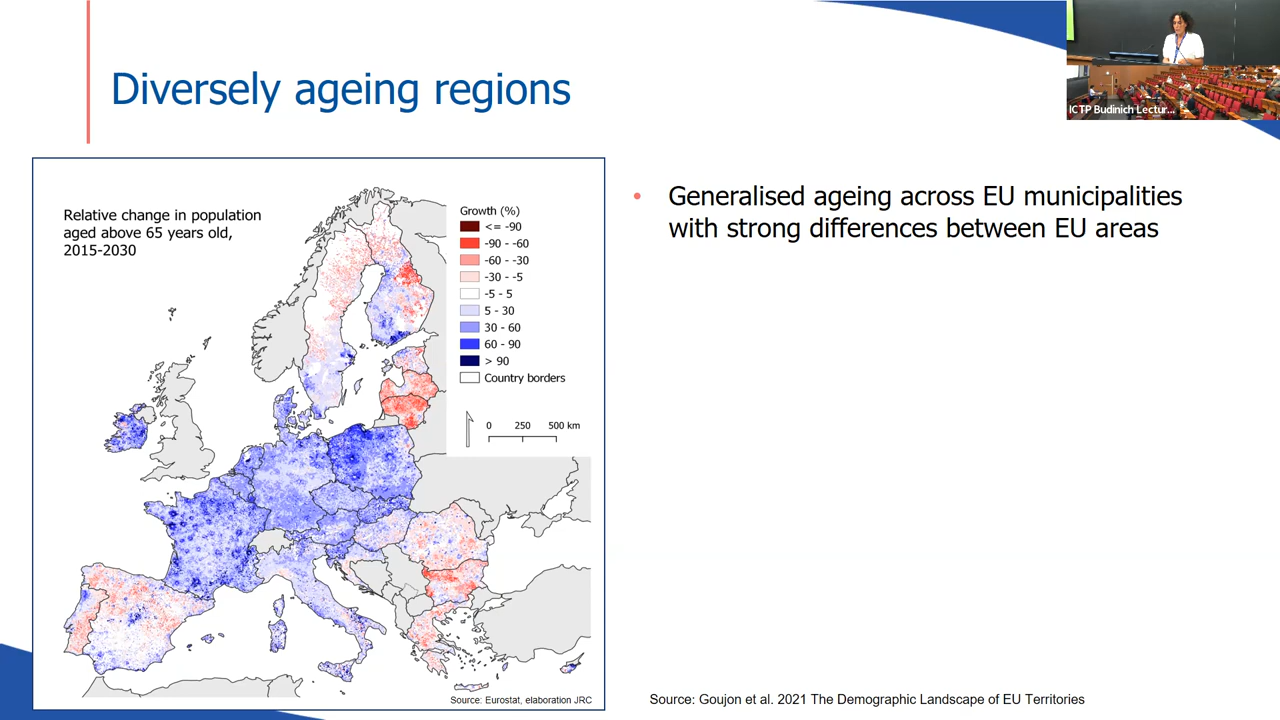 Diversely ageing regions
ICTP Budinich Lectur...
Relative change in population
aged above 65 years old,
2015-2030
Growth (%)
<= -90
-90 - -60
-60 - -30
-30 - -5
-5 - 5
5 - 30
30 - 60
60 - 90
> 90
Country borders
0 250 500 km
Source: Eurostat, elaboration JRC
• Generalised ageing across EU municipalities
with strong differences between EU areas
Source: Goujon et al. 2021 The Demographic Landscape of EU Territories